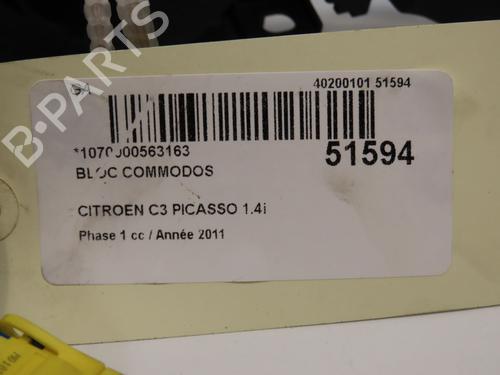 40200101 51594
*1070000563163
51594
BLOC COMMODOS
CITROEN C3 PICASSO 1.4i
Phase 1 cc / Année 2011
B-PARTS